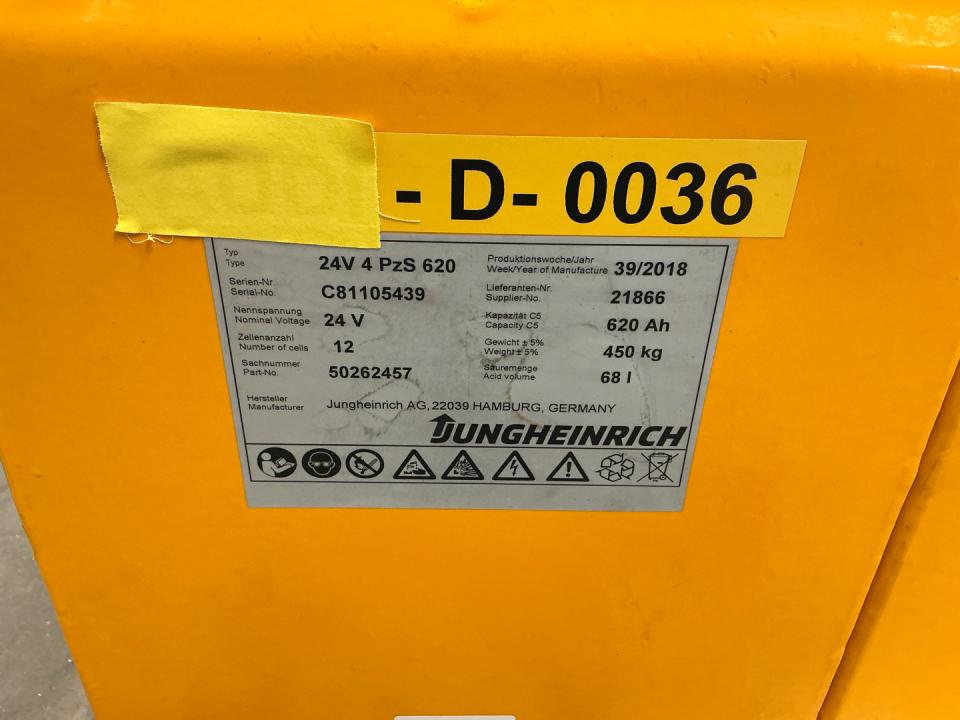 - D- 0036
Typ
Type 24V 4 PzS 620
Serien-Nr.
Serial-No. C81105439
Nennspannung
Nominal Voltage 24 V
Zellenanzahl
Number of cells 12
Sachnummer
Part-No. 50262457
Produktionswoche/Jahr
Week/Year of Manufacture 39/2018
Lieferanten-Nr.
Supplier-No. 21866
Kapazität C5
Capacity C5 620 Ah
Gewicht ± 5%
Weight ± 5% 450 kg
Säuremenge
Acid volume 68 l
Hersteller
Manufacturer Jungheinrich AG, 22039 HAMBURG, GERMANY
JUNGHEINRICH